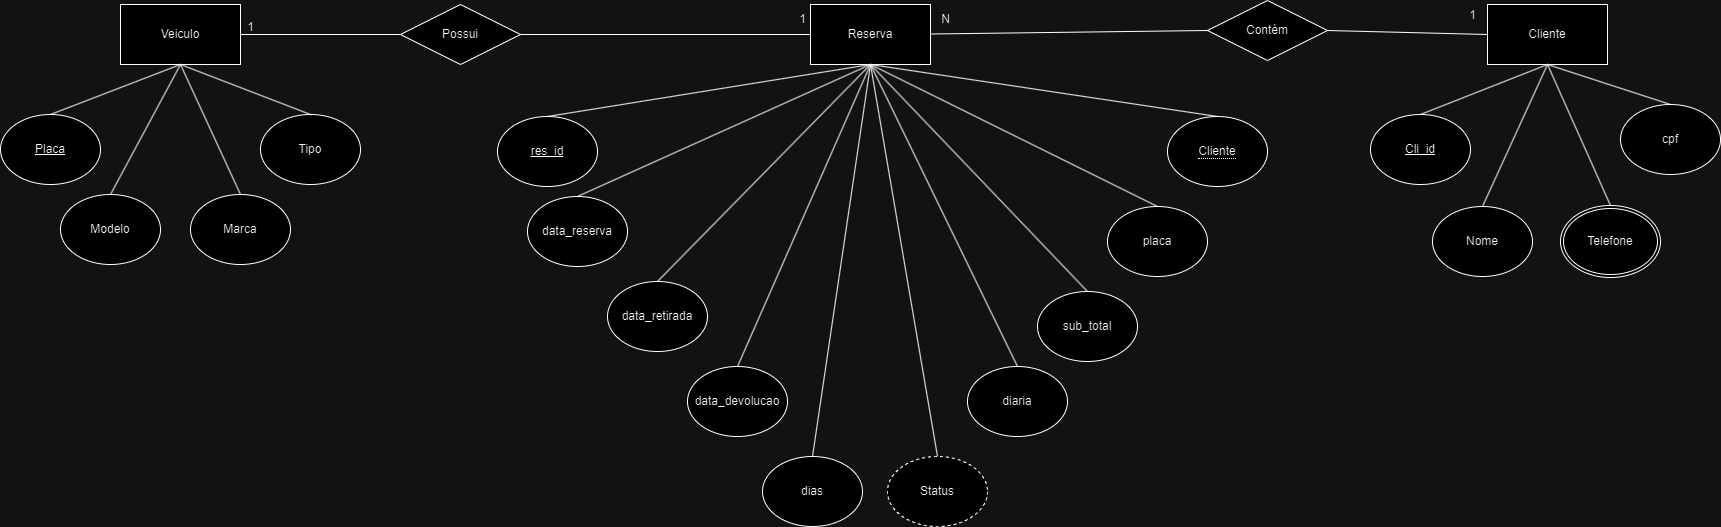 Veiculo
1
Possui
1
Reserva
N
Contém
1
Cliente
Placa
Modelo
Marca
Tipo
res_id
data_reserva
data_retirada
data_devolucao
dias
Status
diaria
sub_total
placa
Cliente
Cli_id
Nome
Telefone
cpf